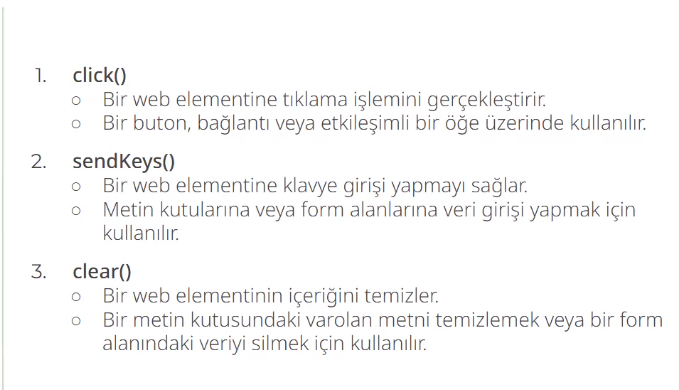 1. click()
○ Bir web elementine tıklama işlemini gerçekleştirir.
○ Bir buton, bağlantı veya etkileşimli bir öğe üzerinde kullanılır.
2. sendKeys()
○ Bir web elementine klavye girişi yapmayı sağlar.
○ Metin kutularına veya form alanlarına veri girişi yapmak için
kullanılır.
3. clear()
○ Bir web elementinin içeriğini temizler.
○ Bir metin kutusundaki varolan metni temizlemek veya bir form
alanındaki veriyi silmek için kullanılır.